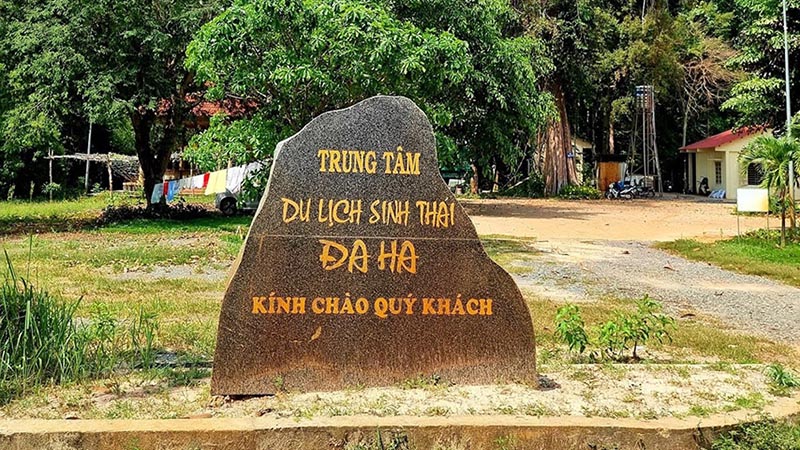 TRUNG TÂM
DU LỊCH SINH THÁI
ĐA HA
KÍNH CHÀO QUÝ KHÁCH